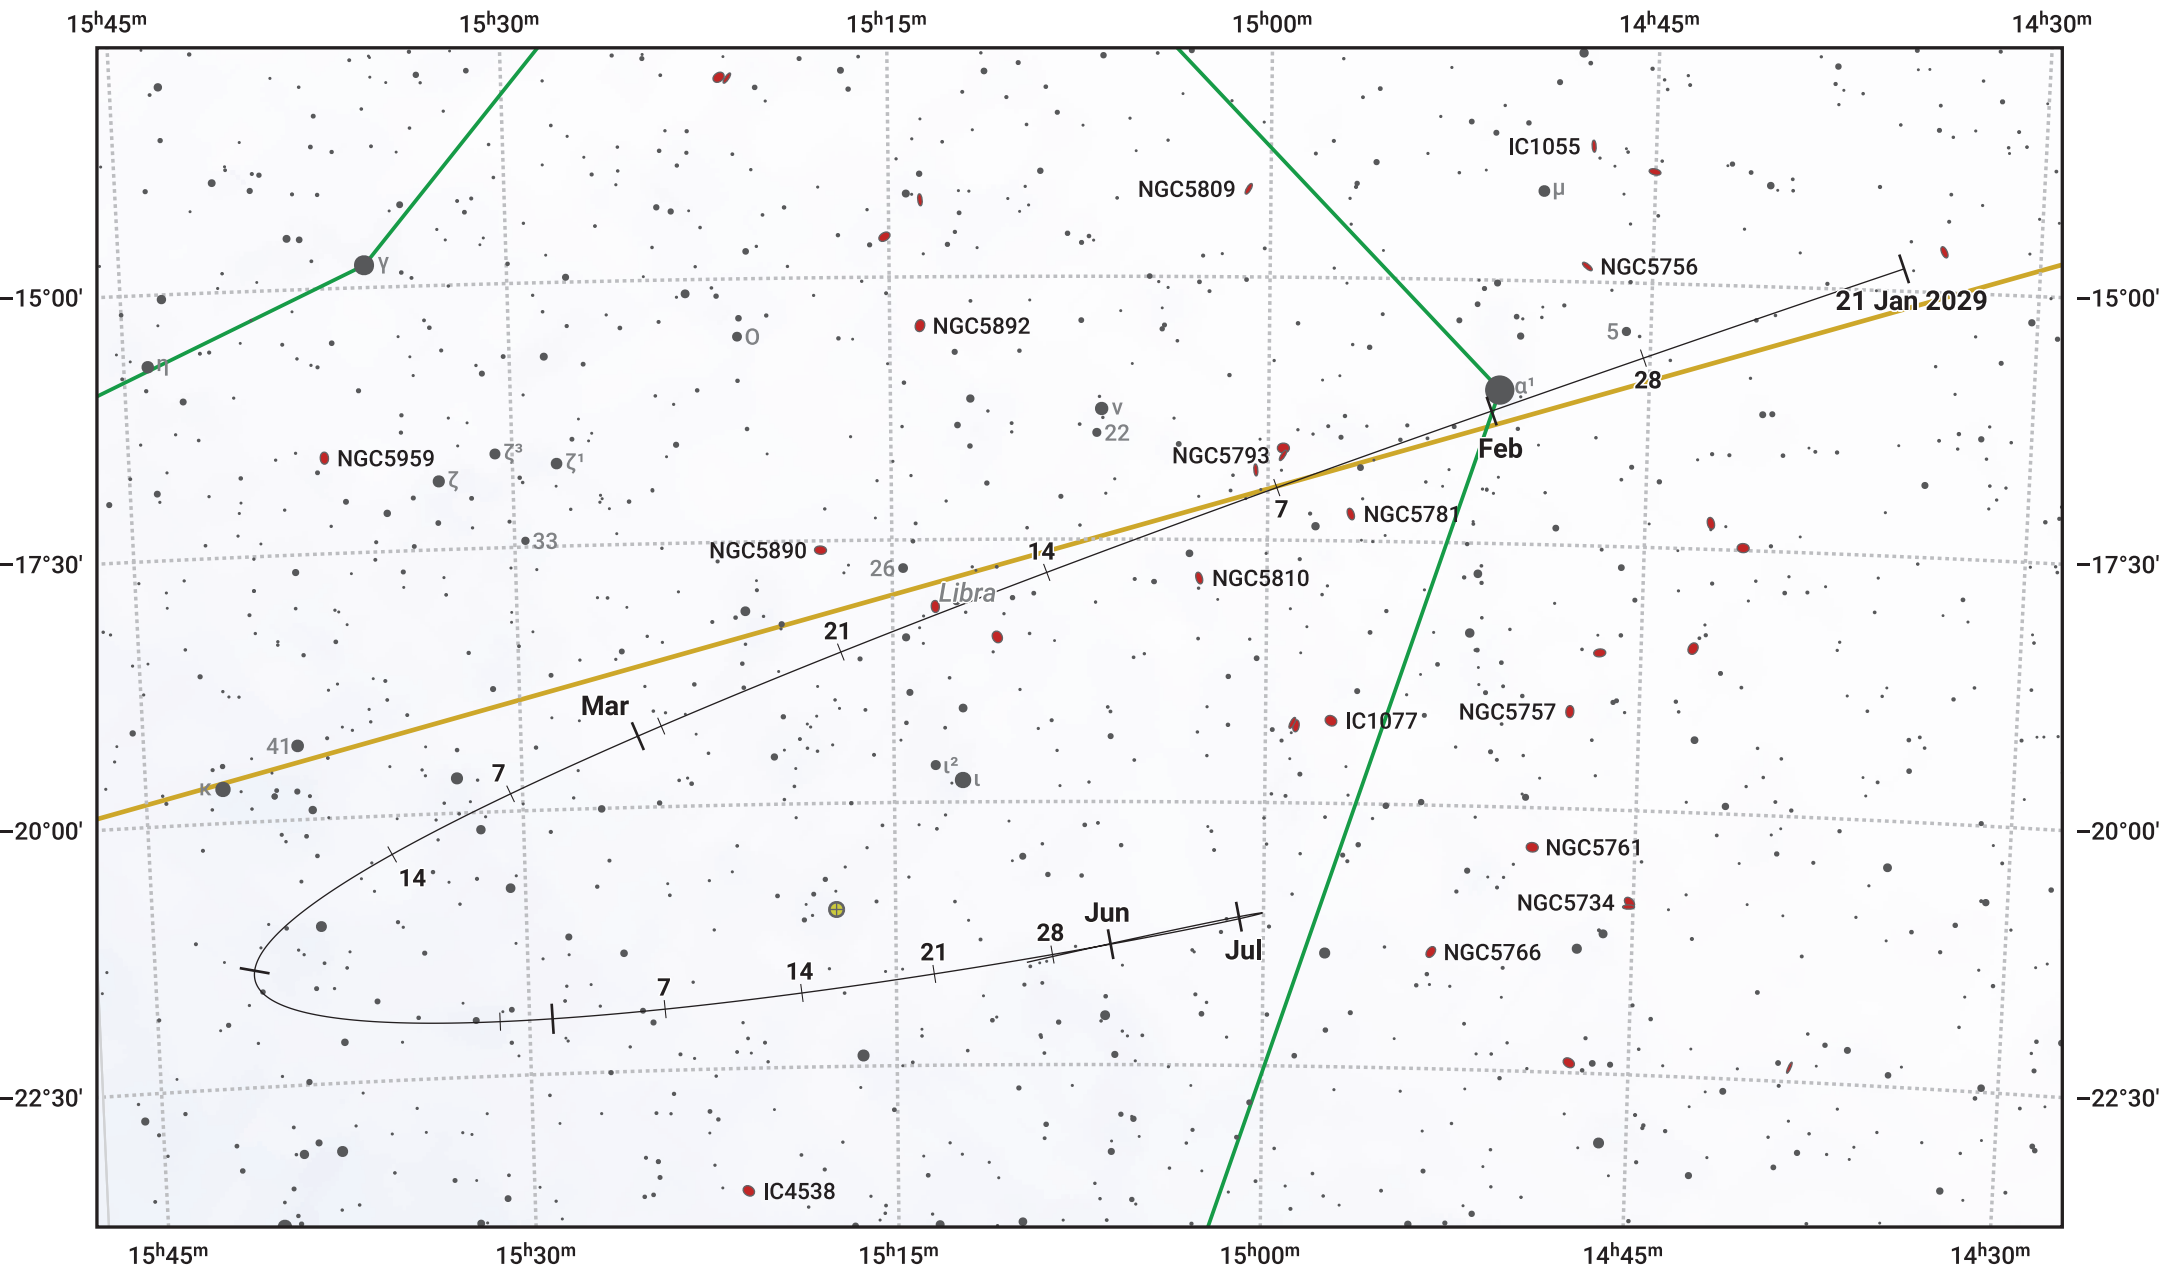 15ʰ45ᵐ 15ʰ30ᵐ 15ʰ15ᵐ 15ʰ00ᵐ 14ʰ45ᵐ 14ʰ30ᵐ
IC1055
NGC5809 μ
γ NGC5756
−15°00' 21 Jan 2029 −15°00'
NGC5892 5
O
η 28 α¹
ν
22
NGC5959 ζ³ ζ¹ NGC5793 Feb
ζ
7 NGC5781
33 NGC5890 14
−17°30' 26 NGC5810 −17°30'
Libra
21
Mar IC1077 NGC5757
41 7 ι²
κ ι
−20°00' −20°00'
14 NGC5761
Jun NGC5734
28
21 Jul NGC5766
14
7
−22°30' −22°30'
IC4538
15ʰ45ᵐ 15ʰ30ᵐ 15ʰ15ᵐ 15ʰ00ᵐ 14ʰ45ᵐ 14ʰ30ᵐ